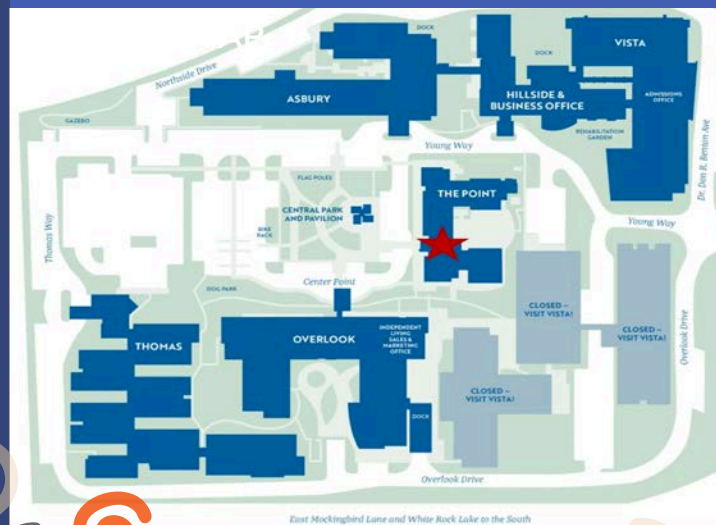 DOCK
VISTA
Northside Drive
DOCK
ASBURY
HILLSIDE &
BUSINESS OFFICE
ADMISSIONS
OFFICE
GAZEBO
REHABILITATION
GARDEN
Young Way
Dr. Don R. Benton Ave
FLAG POLES
THE POINT
CENTRAL PARK
AND PAVILION
BIKE
RACK
Young Way
Thomas Way
Center Point
DOG PARK
CLOSED –
VISIT VISTA!
CLOSED –
VISIT VISTA!
Overlook Drive
THOMAS
OVERLOOK
INDEPENDENT
LIVING
SALES &
MARKETING
OFFICE
CLOSED –
VISIT VISTA!
DOCK
Overlook Drive
East Mockingbird Lane and White Rock Lake to the South